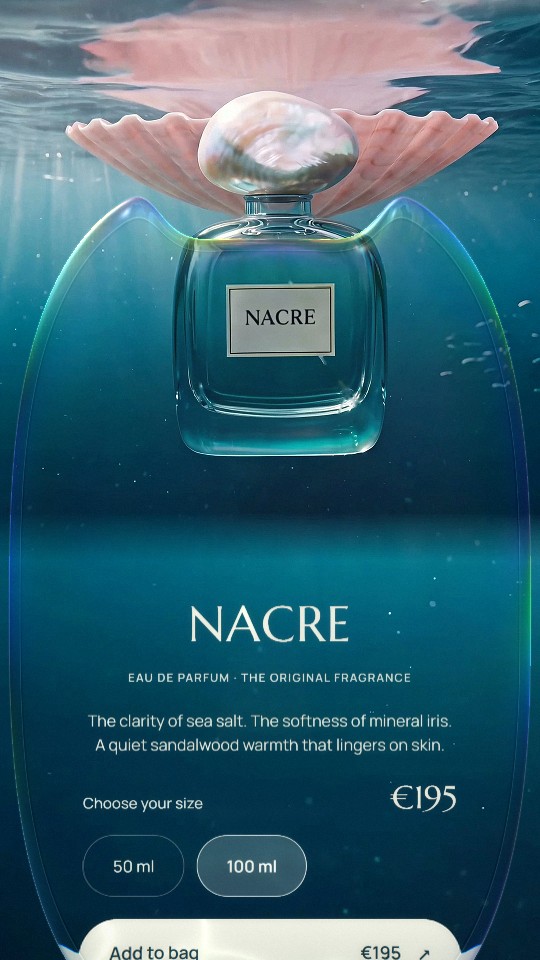 NACRE
NACRE
EAU DE PARFUM · THE ORIGINAL FRAGRANCE
The clarity of sea salt. The softness of mineral iris.
A quiet sandalwood warmth that lingers on skin.
Choose your size
€195
50 ml
100 ml
Add to bag
€195 ↗